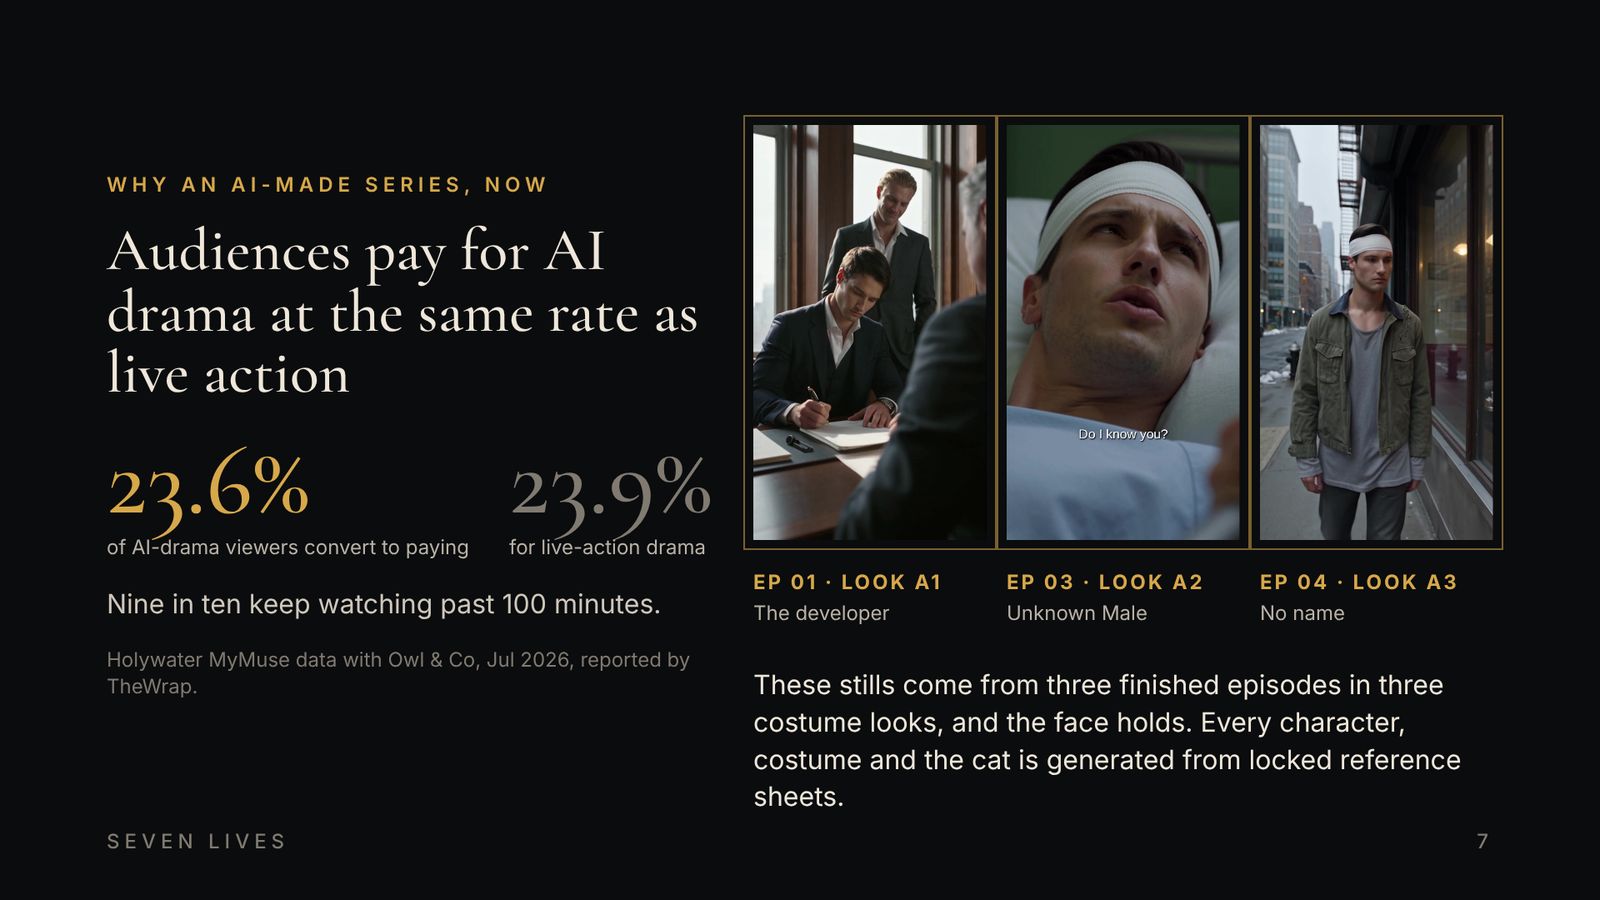 WHY AN AI-MADE SERIES, NOW
Audiences pay for AI
drama at the same rate as
live action
23.6%
of AI-drama viewers convert to paying
23.9%
for live-action drama
Nine in ten keep watching past 100 minutes.
Holywater MyMuse data with Owl & Co, Jul 2026, reported by
TheWrap.
Do I know you?
EP 01 · LOOK A1
The developer
EP 03 · LOOK A2
Unknown Male
EP 04 · LOOK A3
No name
These stills come from three finished episodes in three
costume looks, and the face holds. Every character,
costume and the cat is generated from locked reference
sheets.
SEVEN LIVES
7